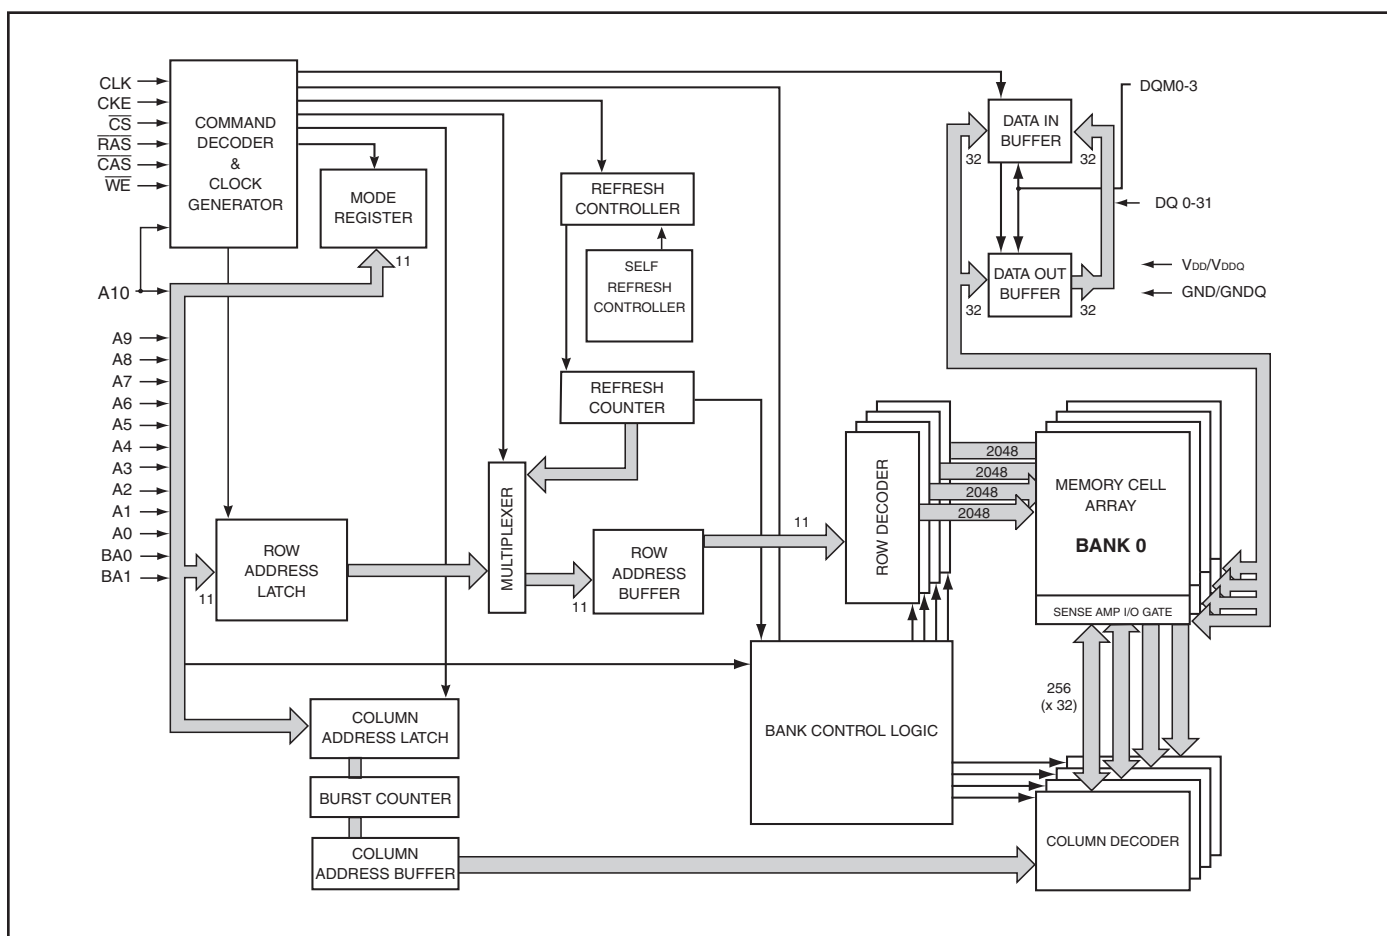 CLK
CKE
CS
RAS
CAS
WE
A10
A9
A8
A7
A6
A5
A4
A3
A2
A1
A0
BA0
BA1
COMMAND
DECODER
&
CLOCK
GENERATOR
MODE
REGISTER
11
REFRESH
CONTROLLER
SELF
REFRESH
CONTROLLER
REFRESH
COUNTER
DATA IN
BUFFER
32
32
DATA OUT
BUFFER
32
32
DQM0-3
DQ 0-31
VDD/VDDQ
GND/GNDQ
11
ROW
ADDRESS
LATCH
MULTIPLEXER
11
ROW
ADDRESS
BUFFER
11
ROW DECODER
2048
2048
2048
2048
MEMORY CELL
ARRAY
BANK 0
SENSE AMP I/O GATE
256
(x 32)
COLUMN
ADDRESS LATCH
BURST COUNTER
COLUMN
ADDRESS BUFFER
BANK CONTROL LOGIC
COLUMN DECODER